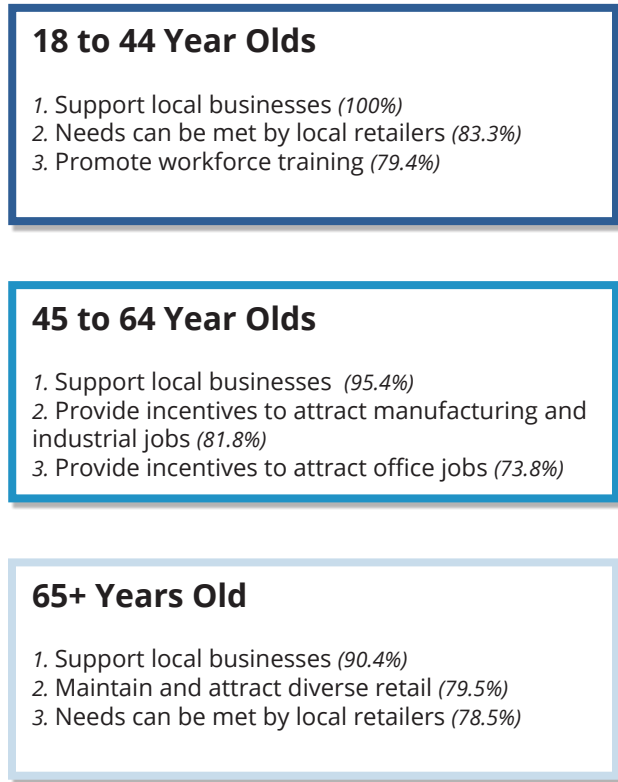 18 to 44 Year Olds
1. Support local businesses (100%)
2. Needs can be met by local retailers (83.3%)
3. Promote workforce training (79.4%)
45 to 64 Year Olds
1. Support local businesses  (95.4%)
2. Provide incentives to attract manufacturing and
industrial jobs (81.8%)
3. Provide incentives to attract office jobs (73.8%)
65+ Years Old
1. Support local businesses (90.4%)
2. Maintain and attract diverse retail (79.5%)
3. Needs can be met by local retailers (78.5%)